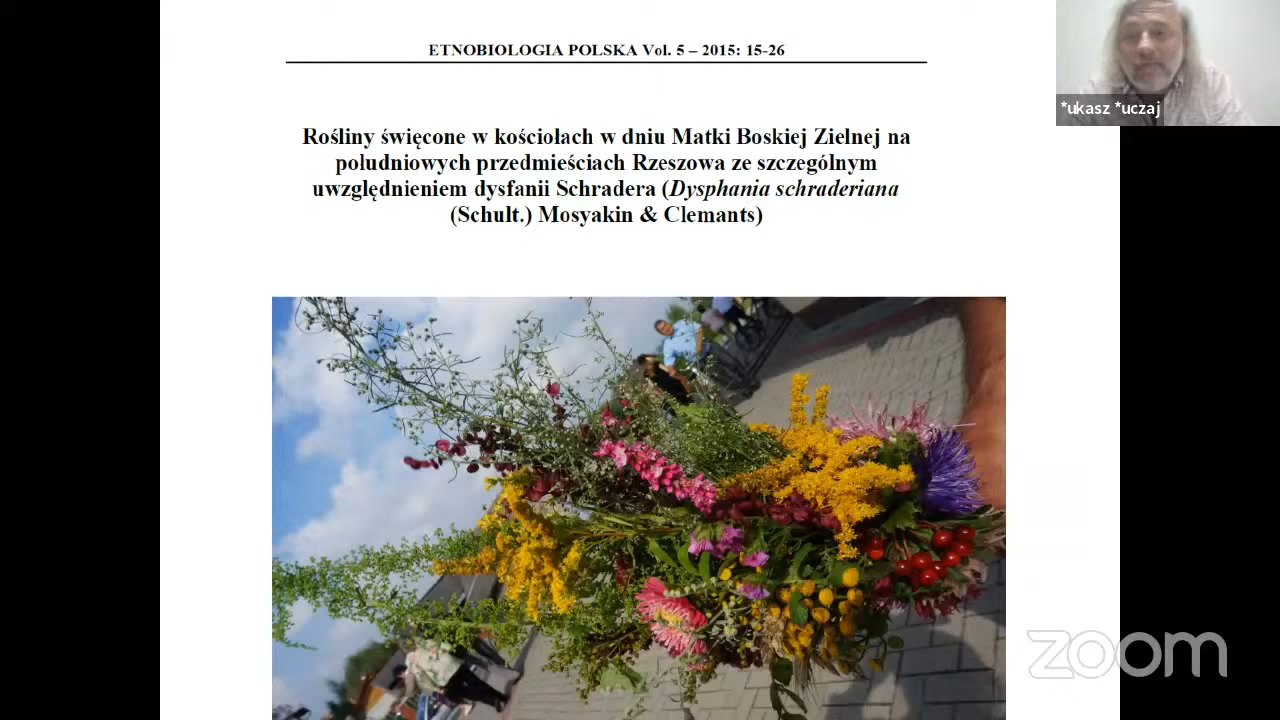 ETNOBIOLOGIA POLSKA Vol. 5 – 2015: 15-26
Rośliny święcone w kościołach w dniu Matki Boskiej Zielnej na
południowych przedmieściach Rzeszowa ze szczególnym
uwzględnieniem dysfanii Schradera (Dysphania schraderiana
(Schult.) Mosyakin & Clemants)
*ukasz *uczaj
zoom